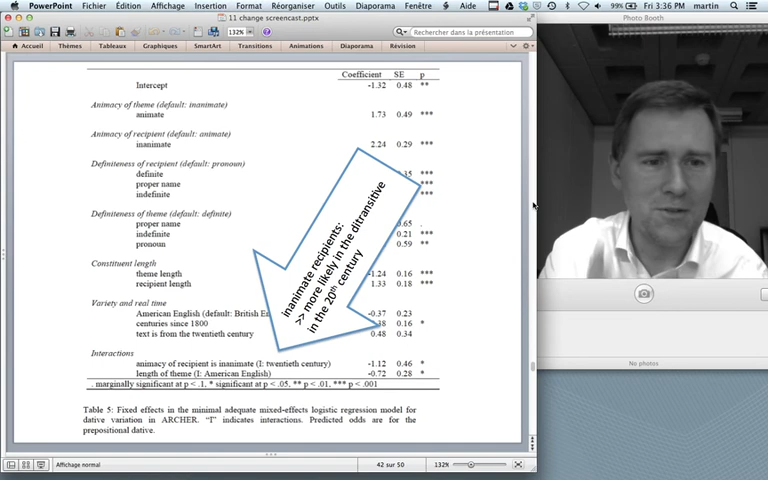 PowerPoint Fichier Édition Affichage Insertion Format Réorganiser Outils Diaporama Fenêtre Aide 99% Fri 3:36 PM martin
11 change screencast.pptx
Photo Booth
132% Rechercher dans la présentation
Accueil Thèmes Tableaux Graphiques SmartArt Transitions Animations Diaporama Révision
Coefficient SE p
Intercept -1.32 0.48 **
Animacy of theme (default: inanimate)
animate 1.73 0.49 ***
Animacy of recipient (default: animate)
inanimate 2.24 0.29 ***
Definiteness of recipient (default: pronoun)
definite ***
proper name ***
indefinite ***
Definiteness of theme (default: definite)
proper name 0.65 .
indefinite 0.21 ***
pronoun 0.59 **
Constituent length
theme length -1.24 0.16 ***
recipient length 1.33 0.18 ***
Variety and real time
American English (default: British En -0.37 0.23
centuries since 1800 0.16 *
text is from the twentieth century 0.48 0.34
Interactions
animacy of recipient is inanimate (I: twentieth century) -1.12 0.46 *
length of theme (I: American English) -0.72 0.28 *
. marginally significant at p < .1, * significant at p < .05, ** p < .01, *** p < .001
inanimate recipients:
>> more likely in the ditransitive
in the 20th century
Table 5: Fixed effects in the minimal adequate mixed-effects logistic regression model for
dative variation in ARCHER. "I" indicates interactions. Predicted odds are for the
prepositional dative.
No photos
Affichage normal 42 sur 50 132%